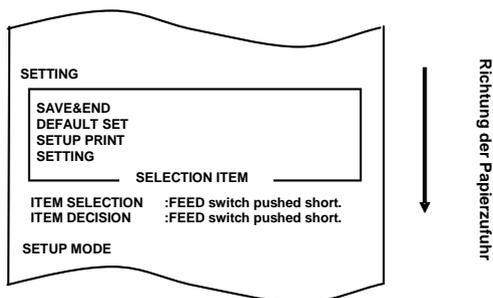 SETTING
SAVE&END
DEFAULT SET
SETUP PRINT
SETTING
SELECTION ITEM
ITEM SELECTION :FEED switch pushed short.
ITEM DECISION :FEED switch pushed short.
SETUP MODE
Richtung der Papierzufuhr